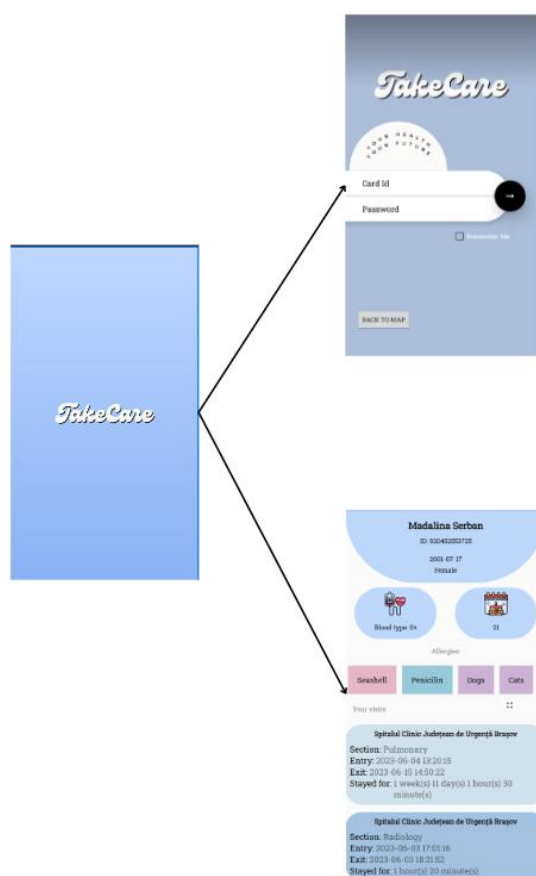 TakeCare
YOUR HEALTH
YOUR FUTURE
Card Id
Password
→
Remember Me
BACK TO MAP
TakeCare
Madalina Serban
2001-07-17
Female
Blood type: 0+
21
Allergies
Seashell
Penicilin
Dogs
Cats
Your visits
Spitalul Clinic Județean de Urgență Brașov
Section: Pulmonary
Entry: 2023-06-04 13:20:15
Exit: 2023-06-15 14:50:22
Stayed for: 1 week(s) 11 day(s) 1 hour(s) 30
minute(s)
Spitalul Clinic Județean de Urgență Brașov
Section: Radiology
Entry: 2023-06-03 17:01:16
Exit: 2023-06-03 18:21:52
Stayed for: 1 hour(s) 20 minute(s)